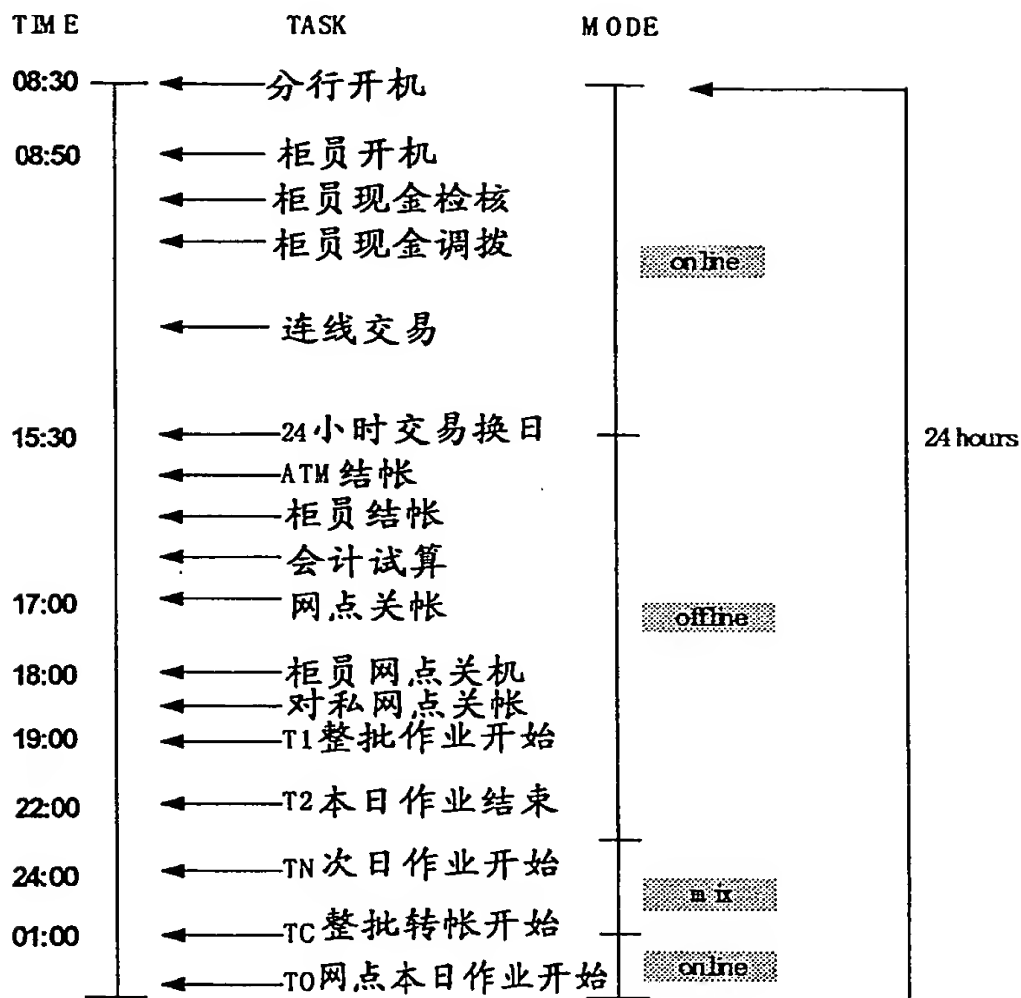 TIME TASK MODE
08:30 分行开机
08:50 柜员开机
柜员现金检核
柜员现金调拨
online
连线交易
15:30 24小时交易换日 24 hours
ATM结帐
柜员结帐
会计试算
17:00 网点关帐
offline
18:00 柜员网点关机
对私网点关帐
19:00 T1整批作业开始
22:00 T2本日作业结束
24:00 TN次日作业开始
mix
01:00 TC整批转帐开始
online
TO网点本日作业开始